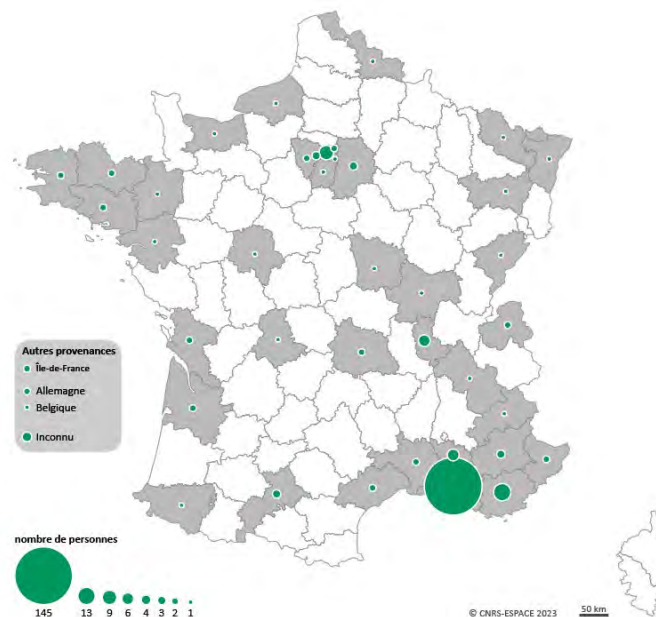 Autres provenances
Île-de-France
Allemagne
Belgique
Inconnu
nombre de personnes
145 13 9 6 4 3 2 1
© CNRS-ESPACE 2023 50 km